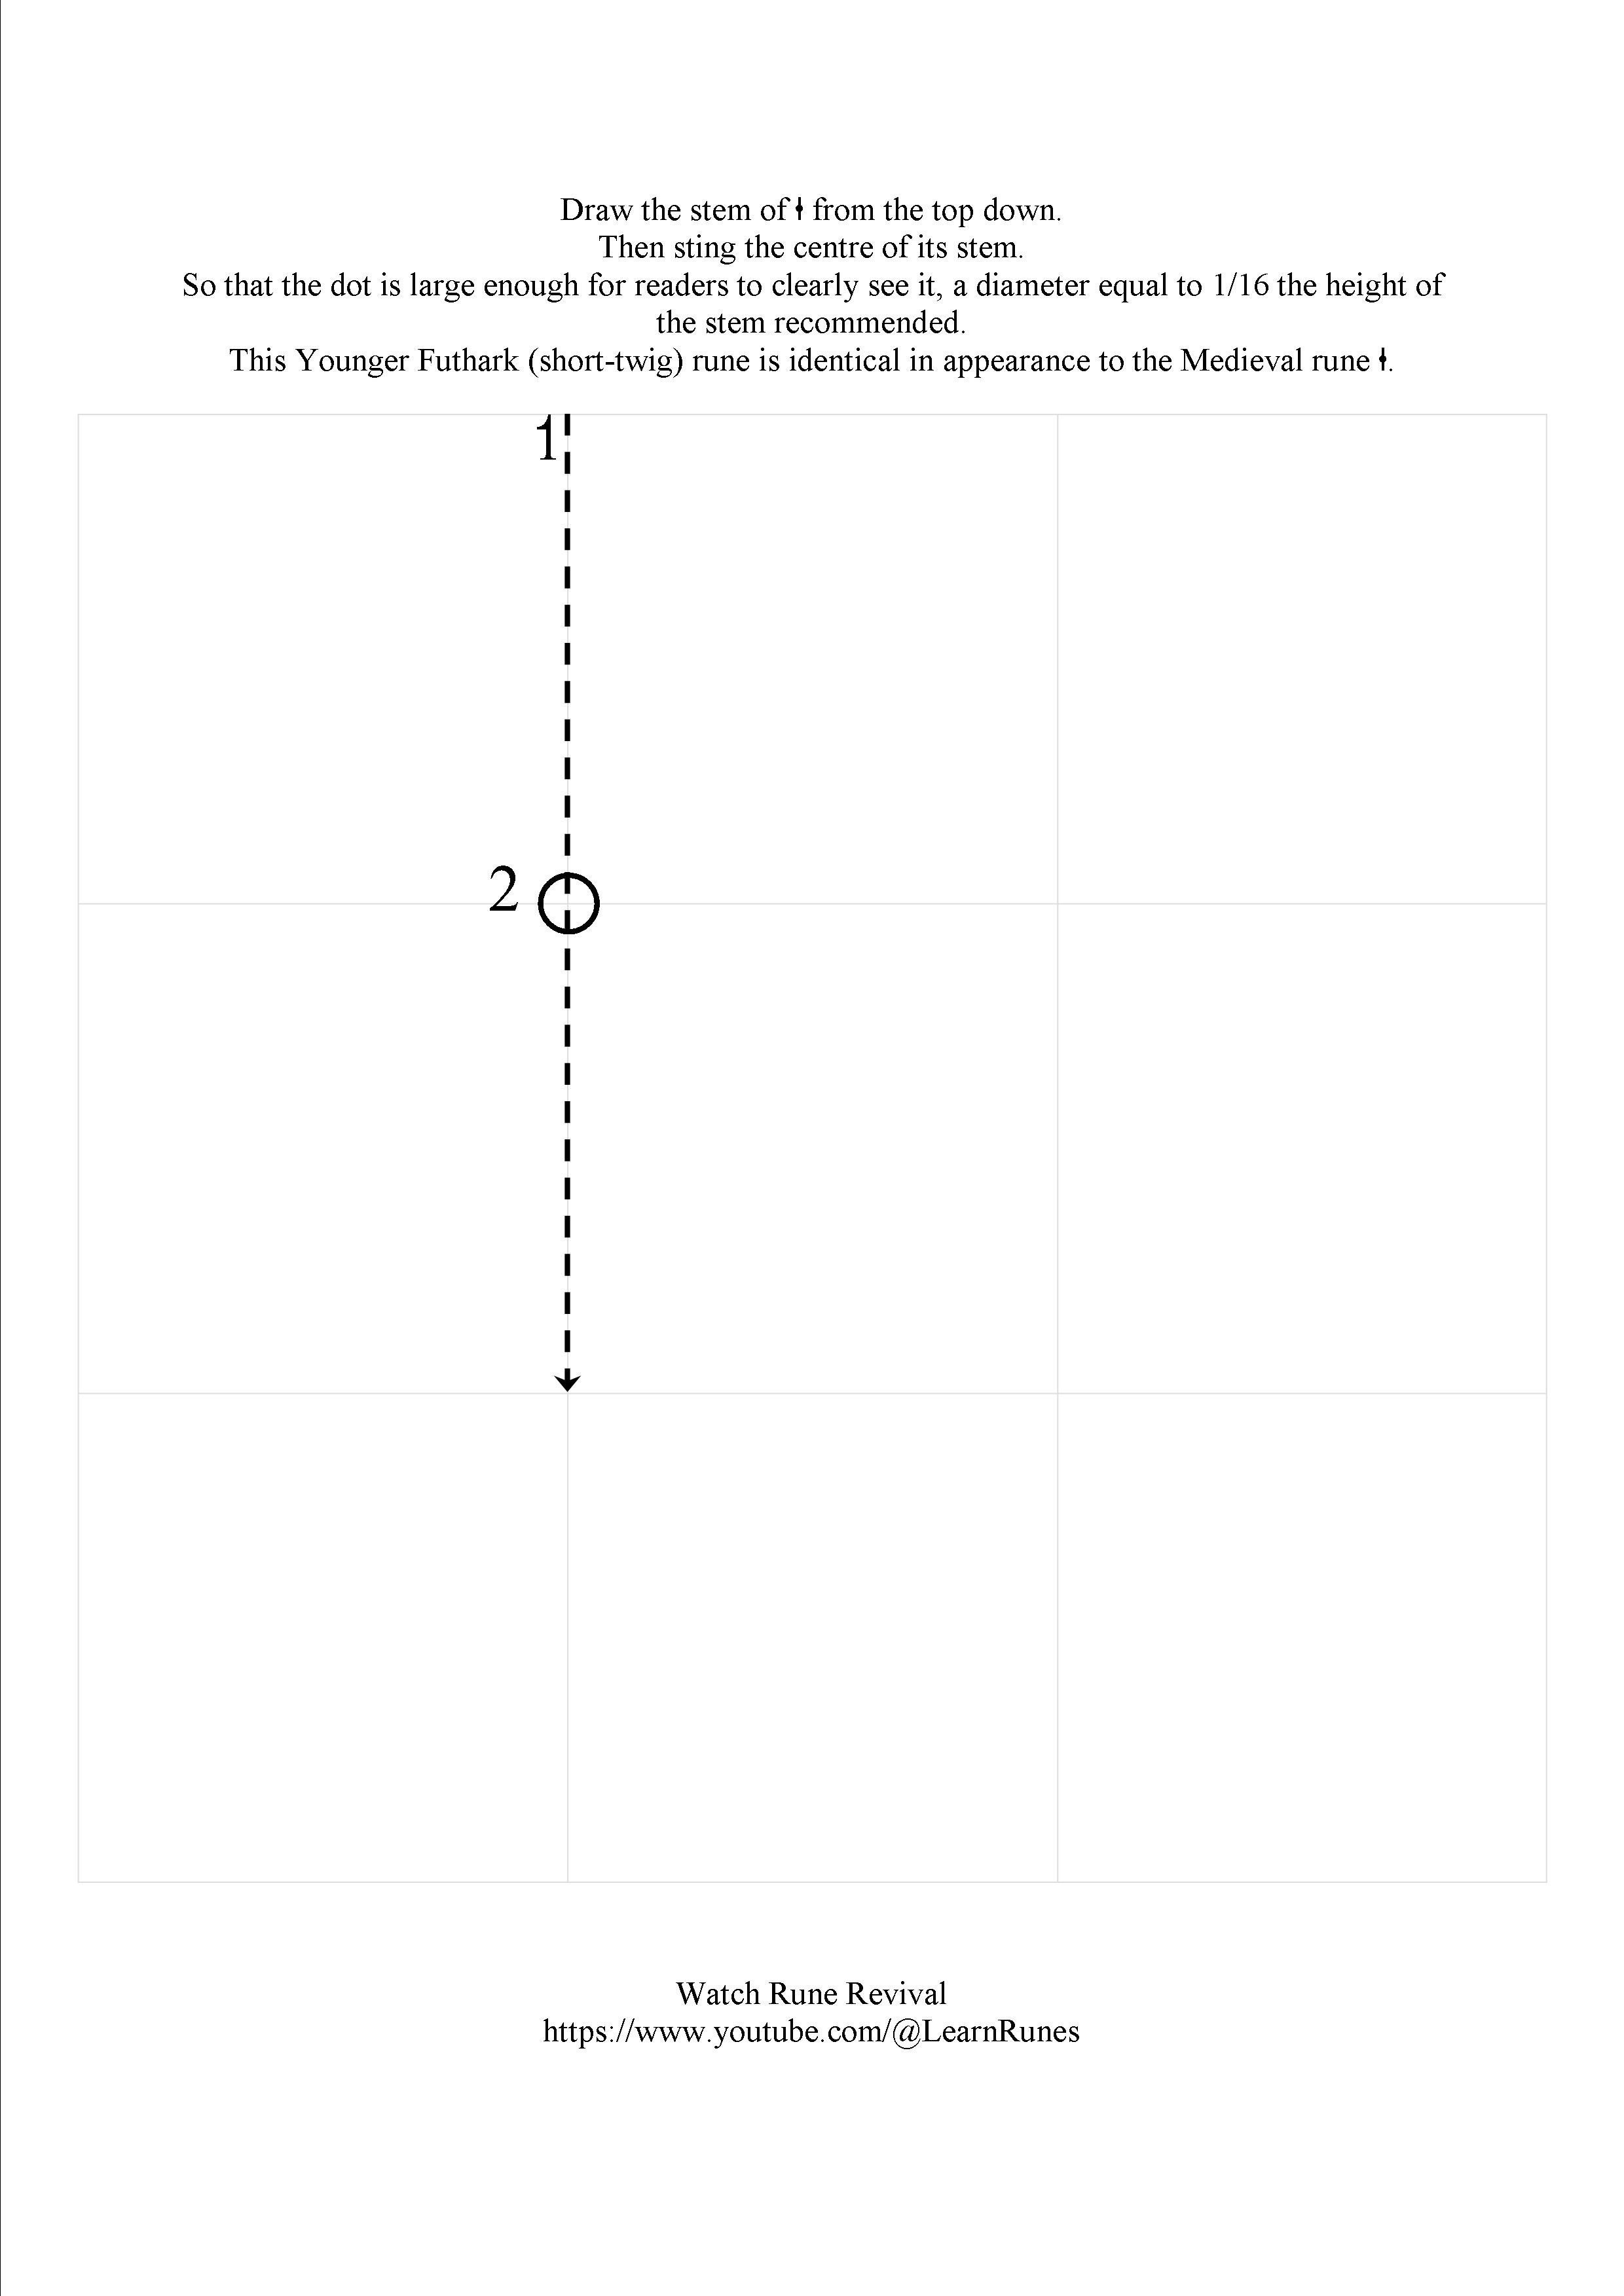 Draw the stem of ᛂ from the top down.
Then sting the centre of its stem.
So that the dot is large enough for readers to clearly see it, a diameter equal to 1/16 the height of
the stem recommended.
This Younger Futhark (short-twig) rune is identical in appearance to the Medieval rune ᛂ.
1
2
Watch Rune Revival
https://www.youtube.com/@LearnRunes